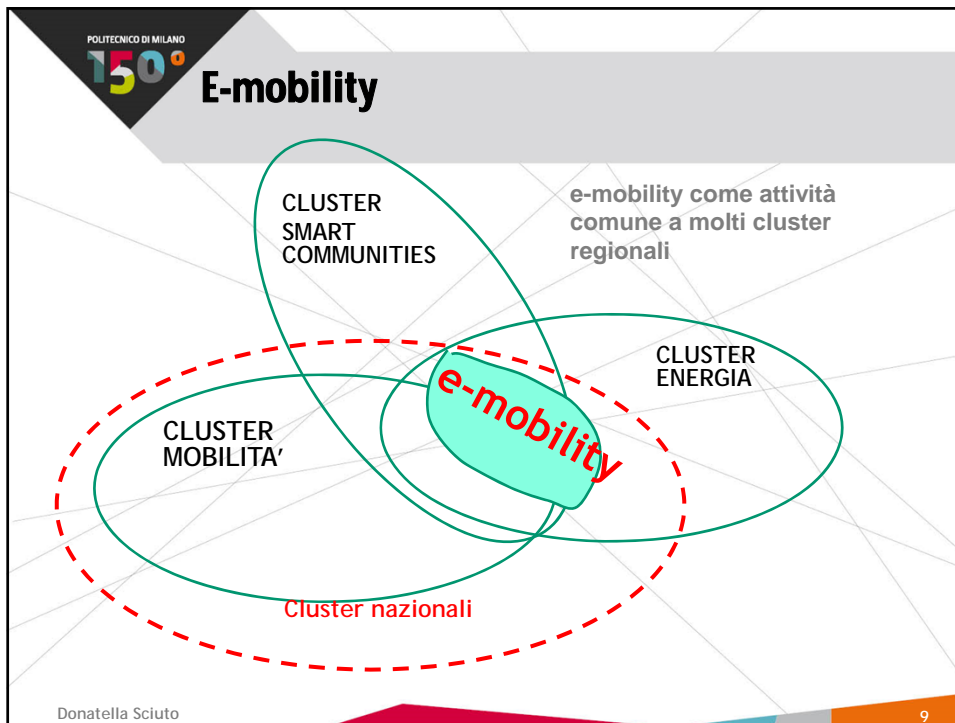 POLITECNICO DI MILANO
150°
E-mobility
CLUSTER
SMART
COMMUNITIES
e-mobility come attività
comune a molti cluster
regionali
CLUSTER
ENERGIA
e-mobility
CLUSTER
MOBILITA'
Cluster nazionali
Donatella Sciuto
9